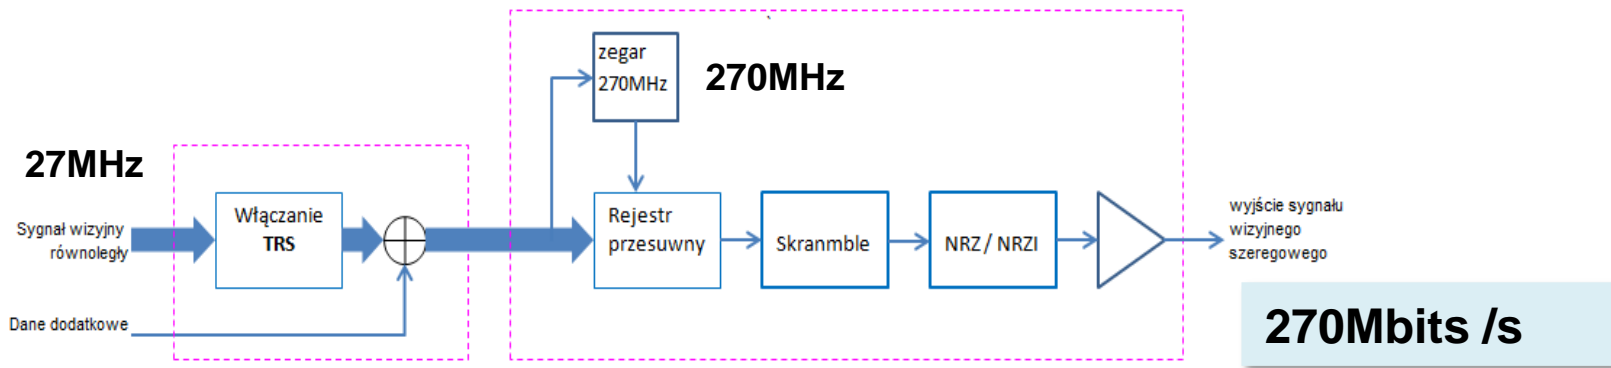 zegar
270MHz
270MHz
27MHz
Sygnał wizyjny
równoległy
Włączanie
TRS
Rejestr
przesuwny
Skranmble
NRZ / NRZI
wyjście sygnału
wizyjnego
szeregowego
Dane dodatkowe
270Mbits /s